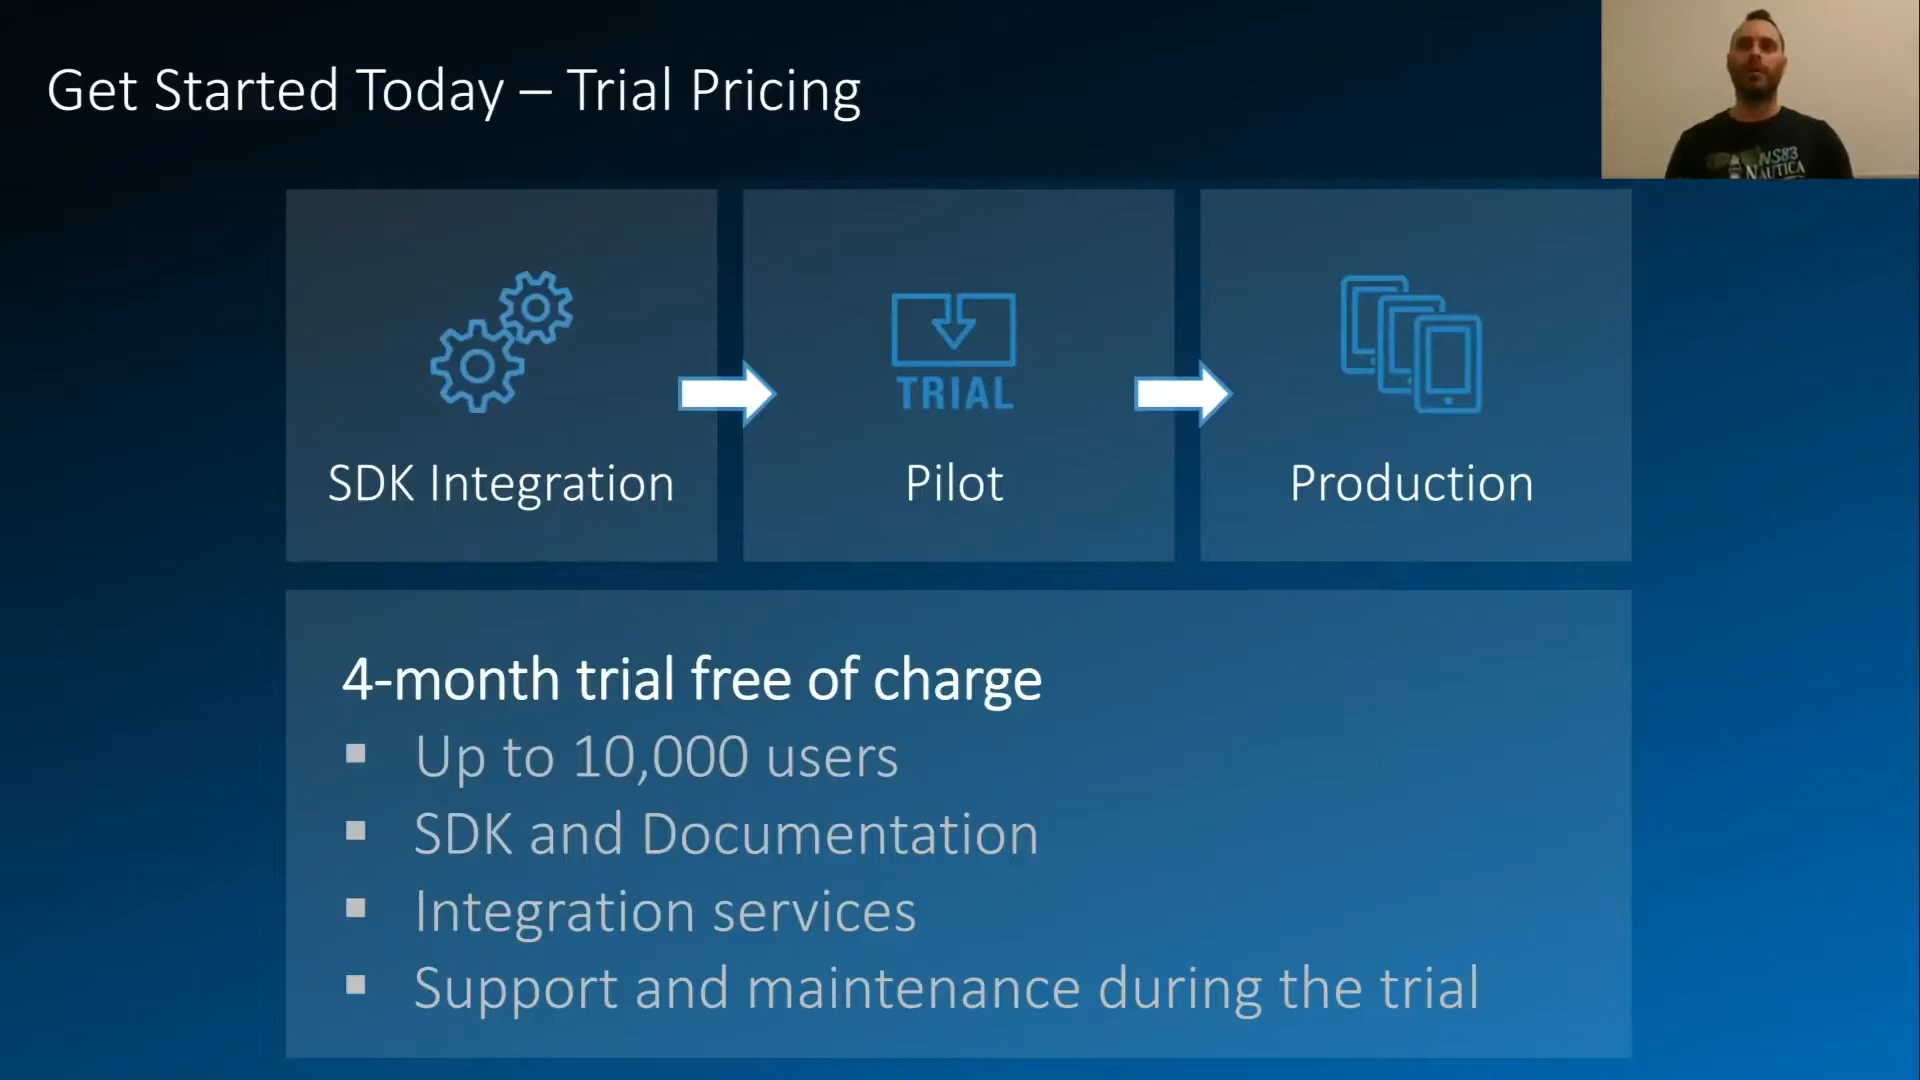 Get Started Today – Trial Pricing
NS83
NAUTICA
TRIAL
SDK Integration
Pilot
Production
4-month trial free of charge
▪ Up to 10,000 users
▪ SDK and Documentation
▪ Integration services
▪ Support and maintenance during the trial